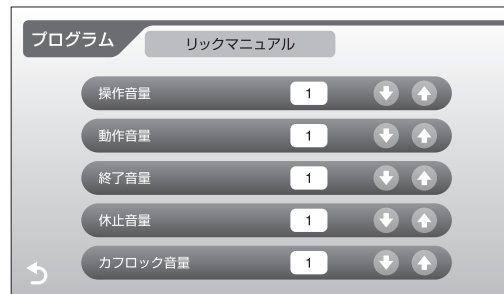 プログラム
リックマニュアル
操作音量 1
動作音量 1
終了音量 1
休止音量 1
カフロック音量 1